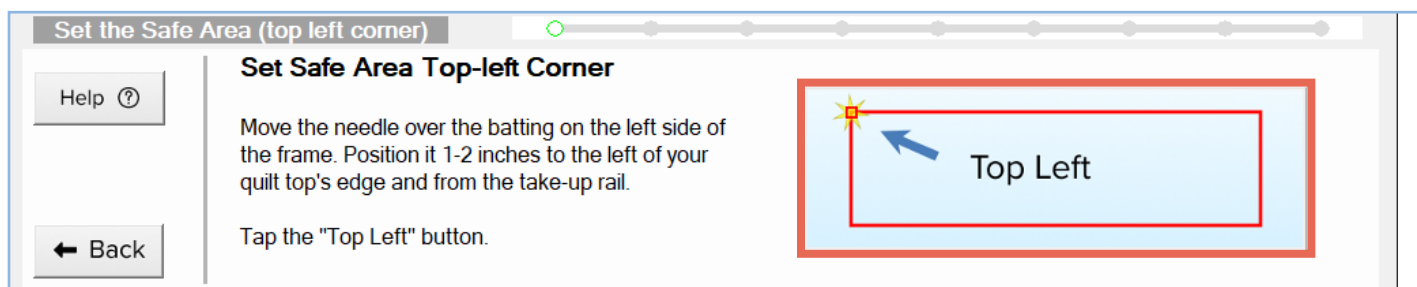 Set the Safe Area (top left corner)
Help ?
Set Safe Area Top-left Corner
Move the needle over the batting on the left side of
the frame. Position it 1-2 inches to the left of your
quilt top's edge and from the take-up rail.
Top Left
Back
Tap the "Top Left" button.